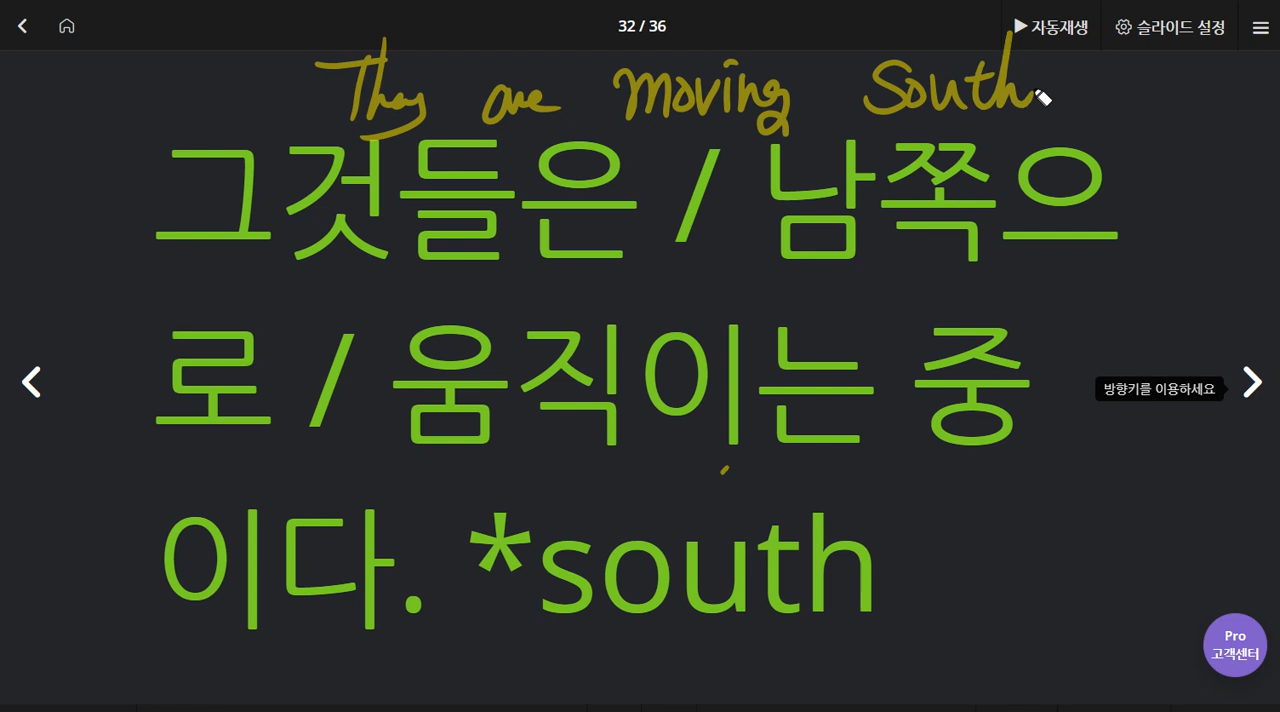 32 / 36
▶ 자동재생
슬라이드 설정
They are moving South
그것들은 / 남쪽으
로 / 움직이는 중
방향키를 이용하세요
이다. *south
Pro
고객센터